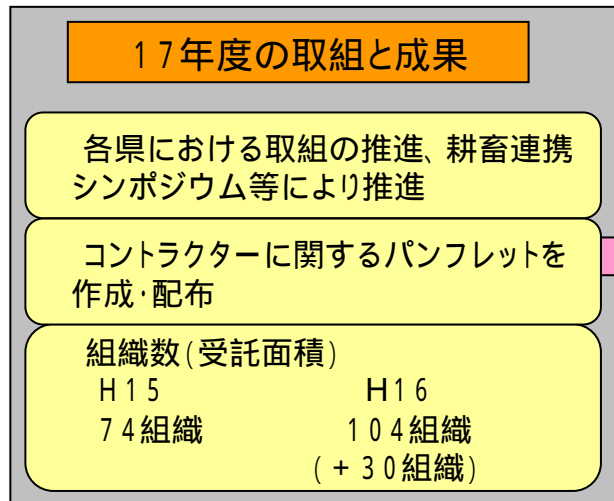 17年度の取組と成果
各県における取組の推進、耕畜連携
シンポジウム等により推進
コントラクターに関するパンフレットを
作成・配布
組織数(受託面積)
H15 H16
74組織 104組織
(+30組織)